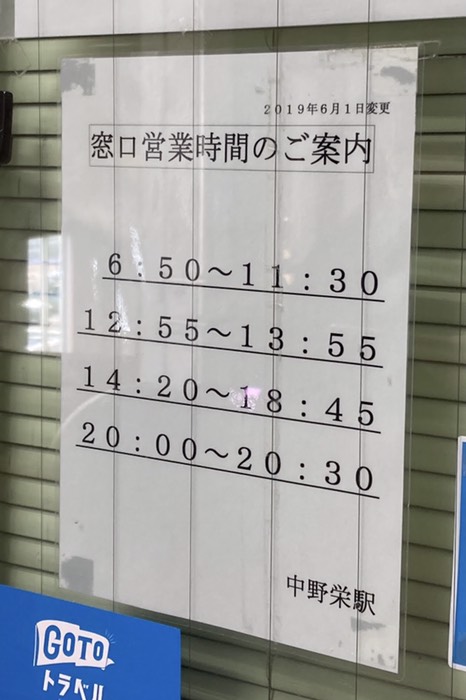 2019年6月1日変更
窓口営業時間のご案内
6：50～11：30
12：55～13：55
14：20～18：45
20：00～20：30
中野栄駅
GOTO
トラベル